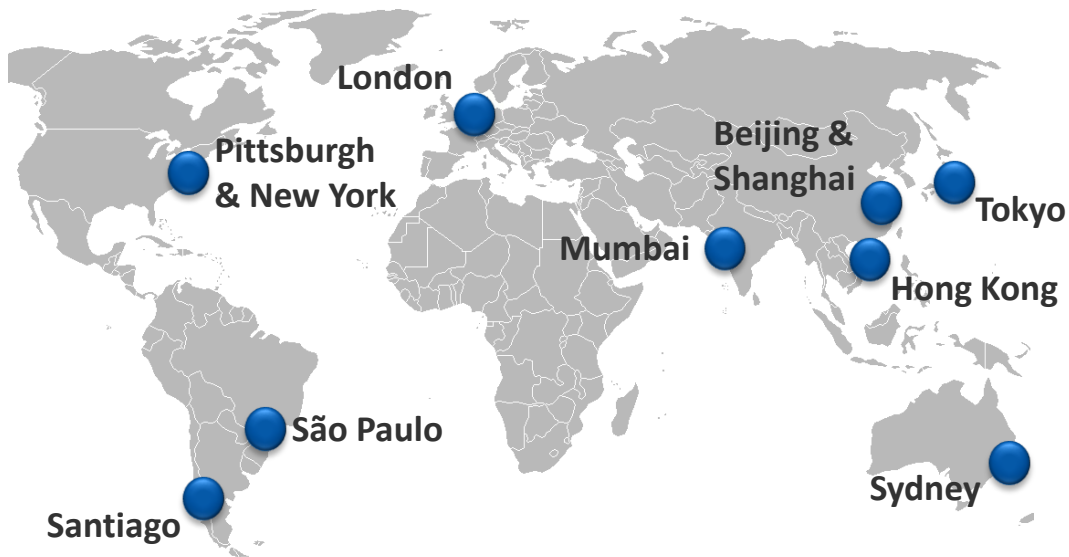 London
Pittsburgh
& New York
Beijing &
Shanghai
Tokyo
Mumbai
Hong Kong
São Paulo
Sydney
Santiago